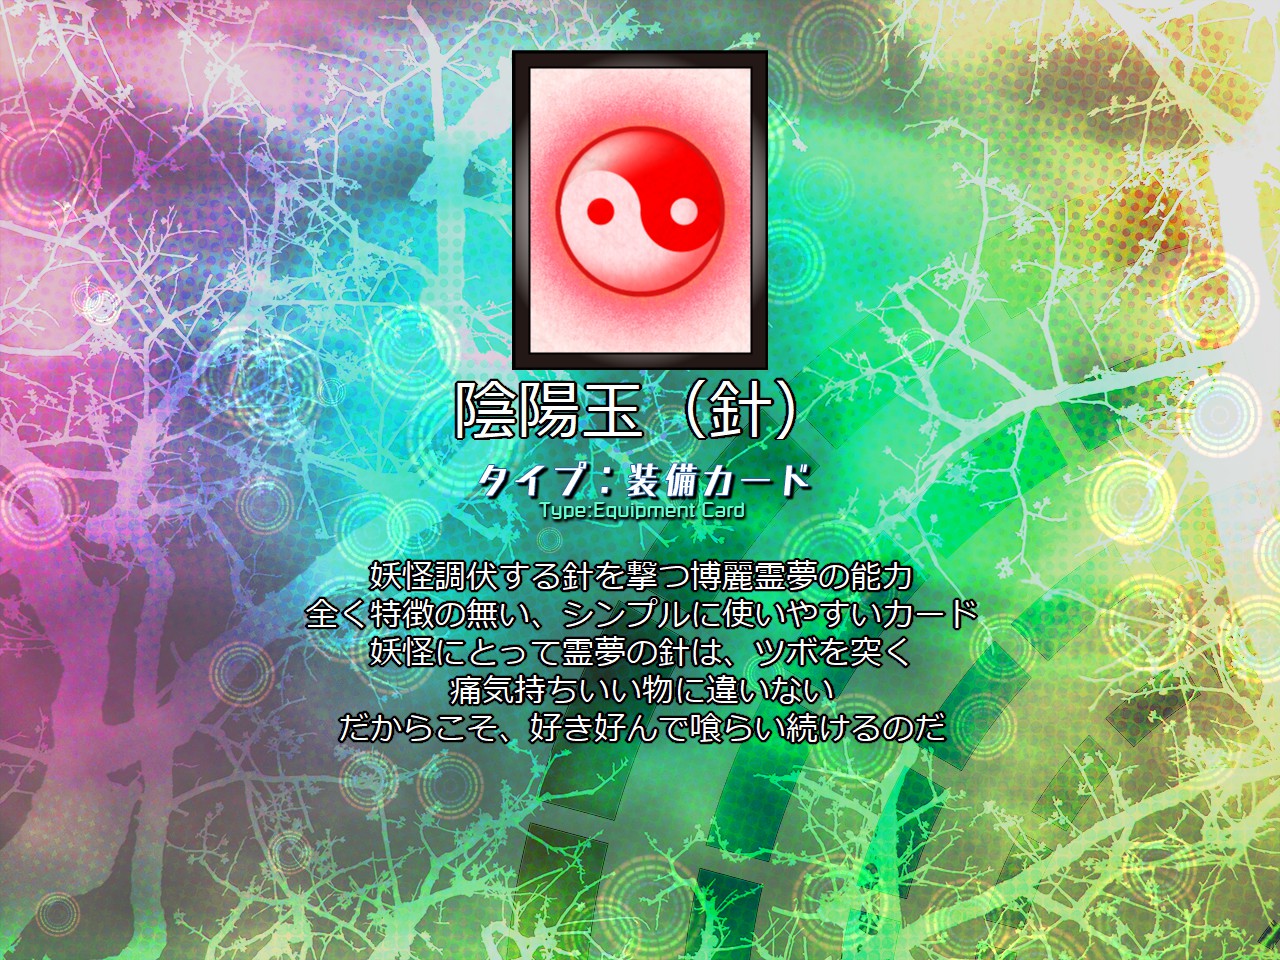 陰陽玉（針）
タイプ：装備カード
Type:Equipment Card
妖怪調伏する針を撃つ博麗霊夢の能力
全く特徴の無い、シンプルに使いやすいカード
妖怪にとって霊夢の針は、ツボを突く
痛気持ちいい物に違いない
だからこそ、好き好んで喰らい続けるのだ